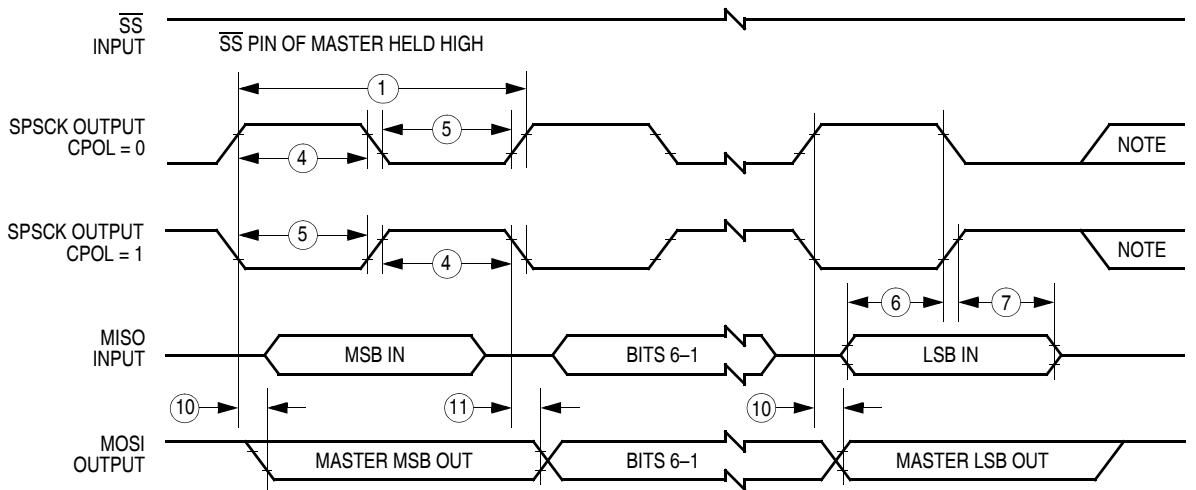 SS
INPUT
SS PIN OF MASTER HELD HIGH
1
SPSCK OUTPUT
CPOL = 0
5
4
NOTE
SPSCK OUTPUT
CPOL = 1
5
4
NOTE
6
7
MISO
INPUT
MSB IN
BITS 6–1
LSB IN
10
11
10
MOSI
OUTPUT
MASTER MSB OUT
BITS 6–1
MASTER LSB OUT